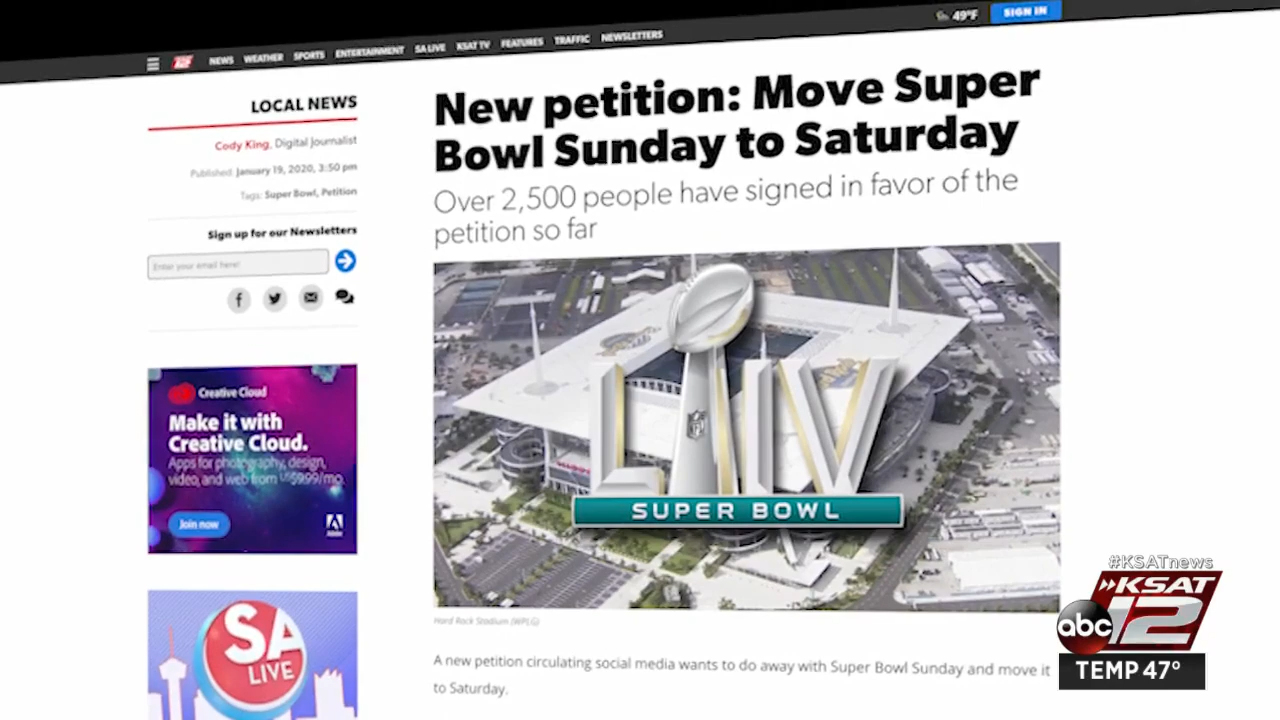 49°F
SIGN IN
12
NEWS WEATHER SPORTS ENTERTAINMENT SA LIVE KSAT TV FEATURES TRAFFIC NEWSLETTERS
LOCAL NEWS
Cody King, Digital Journalist
Published: January 19, 2020, 3:50 pm
Tags: Super Bowl, Petition
Sign up for our Newsletters
Enter your email here!
New petition: Move Super
Bowl Sunday to Saturday
Over 2,500 people have signed in favor of the
petition so far
Creative Cloud
Make it with
Creative Cloud.
Apps for photography, design,
video, and web from US$9.99/mo.
Join now
Adobe
SA
LIVE
LIV
NFL
SUPER BOWL
Hard Rock Stadium (WPLG)
A new petition circulating social media wants to do away with Super Bowl Sunday and move it
to Saturday.
#KSATnews
KSAT
abc 12
TEMP 47°